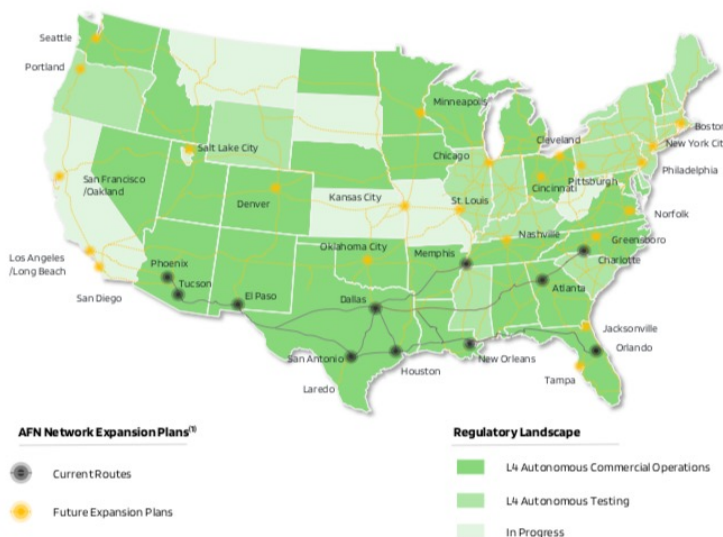 Seattle
Portland
Minneapolis
Boston
Salt Lake City
Chicago
Cleveland
New York City
San Francisco
/Oakland
Denver
Kansas City
St. Louis
Cincinnati
Pittsburgh
Philadelphia
Norfolk
Los Angeles
/Long Beach
Oklahoma City
Nashville
Greensboro
Phoenix
Memphis
Charlotte
Tucson
San Diego
El Paso
Dallas
Atlanta
Jacksonville
San Antonio
Houston
New Orleans
Orlando
Laredo
Tampa
AFN Network Expansion Plans(1)
Current Routes
Future Expansion Plans
Regulatory Landscape
L4 Autonomous Commercial Operations
L4 Autonomous Testing
In Progress